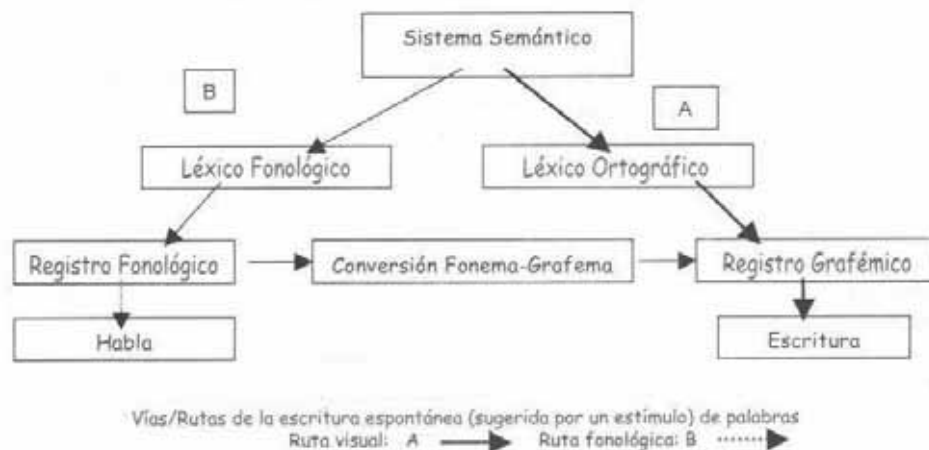 Sistema Semántico
B
A
Léxico Fonológico
Léxico Ortográfico
Registro Fonológico
Conversión Fonema-Grafema
Registro Grafémico
Habla
Escritura
Vías/Rutas de la escritura espontánea (sugerida por un estímulo) de palabras
Ruta visual: A Ruta fonológica: B